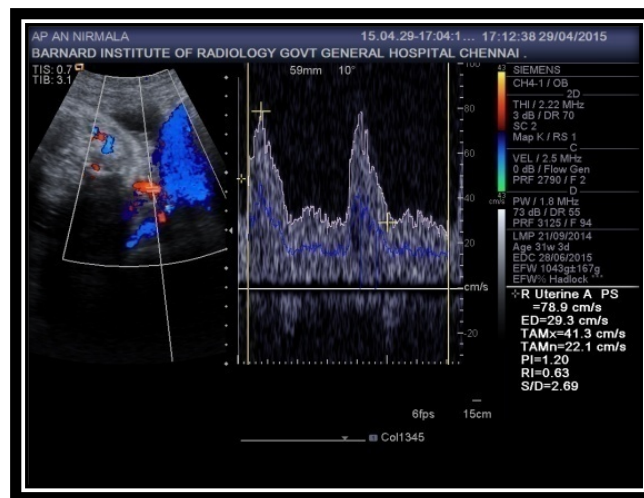 AP AN NIRMALA 15.04.29-17:04:1... 17:12:38 29/04/2015
BARNARD INSTITUTE OF RADIOLOGY GOVT GENERAL HOSPITAL CHENNAI .
TIS: 0.7
TIB: 3.1
59mm 10°
100
80
60
40
20
cm/s
-20
43
43
cm/s
SIEMENS
CH4-1 / OB
2D
THI / 2.22 MHz
3 dB / DR 70
SC 2
Map K / RS 1
C
VEL / 2.5 MHz
0 dB / Flow Gen
PRF 2790 / F 2
D
PW / 1.8 MHz
73 dB / DR 55
PRF 3125 / F 94
LMP 21/09/2014
Age 31w 3d
EDC 28/06/2015
EFW 1043g±167g
EFW% Hadlock
R Uterine A PS
=78.9 cm/s
ED=29.3 cm/s
TAMx=41.3 cm/s
TAMn=22.1 cm/s
PI=1.20
RI=0.63
S/D=2.69
6fps 15cm
Col1345